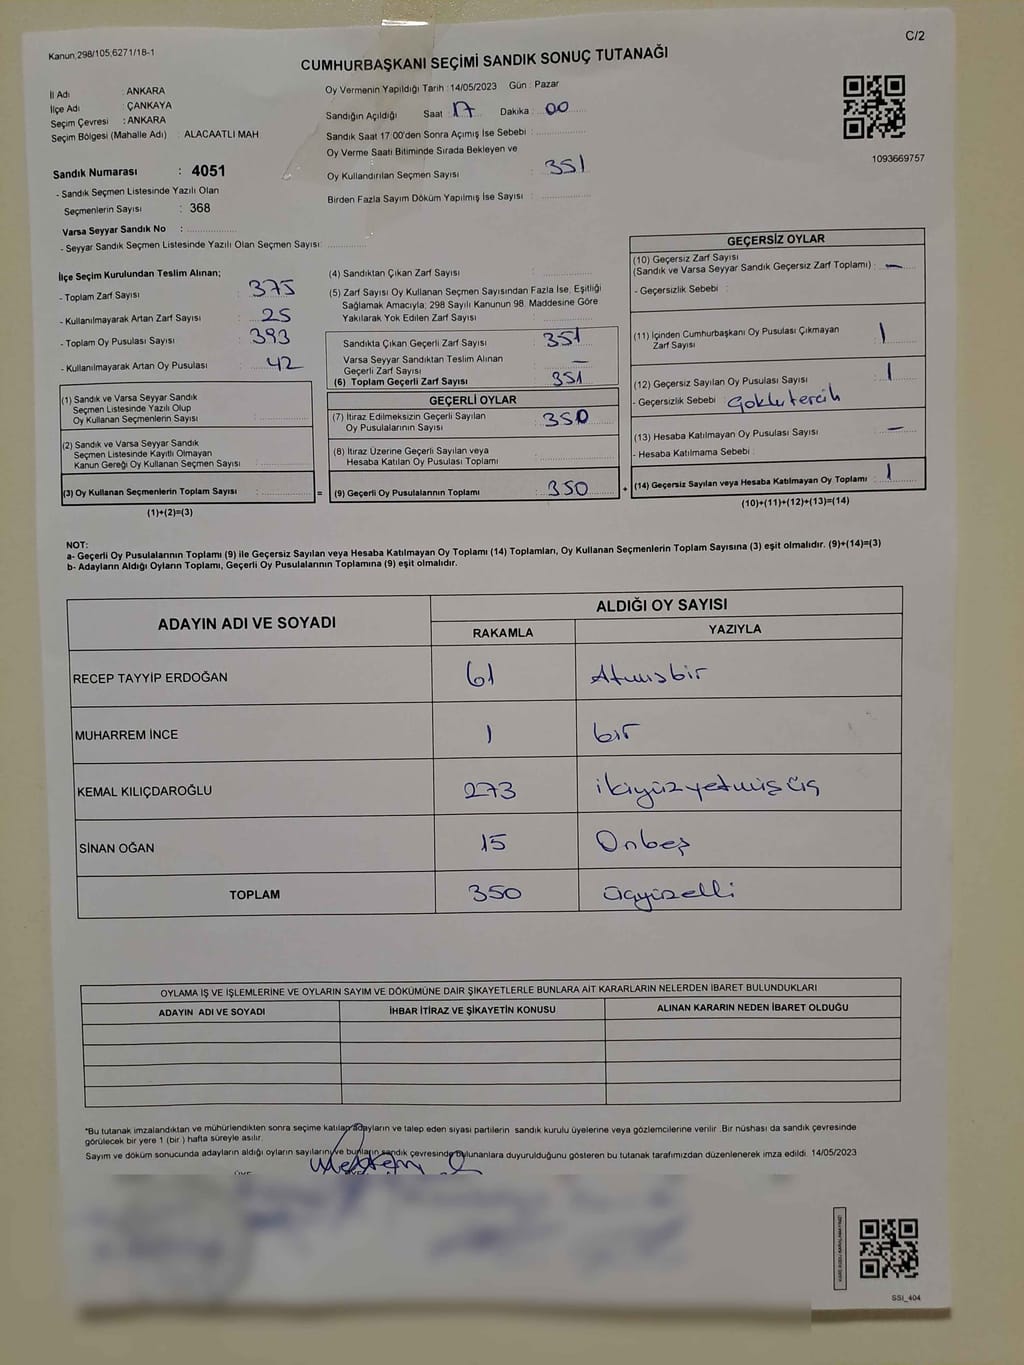 Kanun,298/105,6271/18-1
C/2
CUMHURBAŞKANI SEÇİMİ SANDIK SONUÇ TUTANAĞI
İl Adı : ANKARA
İlçe Adı : ÇANKAYA
Seçim Çevresi : ANKARA
Seçim Bölgesi (Mahalle Adı) : ALACAATLI MAH.
Oy Vermenin Yapıldığı Tarih : 14/05/2023 Gün : Pazar
Sandığın Açıldığı Saat : 17 Dakika : 00
Sandık Saat 17:00'den Sonra Açımış İse Sebebi :
Oy Verme Saati Bitiminde Sırada Bekleyen ve
Oy Kullandırılan Seçmen Sayısı : 351
Birden Fazla Sayım Döküm Yapılmış İse Sayısı :
1093669757
Sandık Numarası : 4051
- Sandık Seçmen Listesinde Yazılı Olan
Seçmenlerin Sayısı : 368
Varsa Seyyar Sandık No :
- Seyyar Sandık Seçmen Listesinde Yazılı Olan Seçmen Sayısı:
İlçe Seçim Kurulundan Teslim Alınan;
- Toplam Zarf Sayısı : 375
- Kullanılmayarak Artan Zarf Sayısı : 25
- Toplam Oy Pusulası Sayısı : 393
- Kullanılmayarak Artan Oy Pusulası : 42
(1) Sandık ve Varsa Seyyar Sandık
Seçmen Listesinde Yazılı Olup
Oy Kullanan Seçmenlerin Sayısı :
(2) Sandık ve Varsa Seyyar Sandık
Seçmen Listesinde Kayıtlı Olmayan
Kanun Gereği Oy Kullanan Seçmen Sayısı :
(3) Oy Kullanan Seçmenlerin Toplam Sayısı : =
(1)+(2)=(3)
(4) Sandıktan Çıkan Zarf Sayısı :
(5) Zarf Sayısı Oy Kullanan Seçmen Sayısından Fazla İse, Eşitliği
Sağlamak Amacıyla; 298 Sayılı Kanunun 98. Maddesine Göre
Yakılarak Yok Edilen Zarf Sayısı :
Sandıkta Çıkan Geçerli Zarf Sayısı : 351
Varsa Seyyar Sandıktan Teslim Alınan
Geçerli Zarf Sayısı : —
(6) Toplam Geçerli Zarf Sayısı : 351
GEÇERLİ OYLAR
(7) İtiraz Edilmeksizin Geçerli Sayılan
Oy Pusulalarının Sayısı : 350
(8) İtiraz Üzerine Geçerli Sayılan veya
Hesaba Katılan Oy Pusulası Toplamı :
(9) Geçerli Oy Pusulalarının Toplamı : 350 +
GEÇERSİZ OYLAR
(10) Geçersiz Zarf Sayısı
(Sandık ve Varsa Seyyar Sandık Geçersiz Zarf Toplamı) : —
- Geçersizlik Sebebi :
(11) İçinden Cumhurbaşkanı Oy Pusulası Çıkmayan
Zarf Sayısı : 1
(12) Geçersiz Sayılan Oy Pusulası Sayısı : 1
- Geçersizlik Sebebi : Çoklu tercih
(13) Hesaba Katılmayan Oy Pusulası Sayısı : —
- Hesaba Katılmama Sebebi :
(14) Geçersiz Sayılan veya Hesaba Katılmayan Oy Toplamı : 1
(10)+(11)+(12)+(13)=(14)
NOT:
a- Geçerli Oy Pusulalarının Toplamı (9) ile Geçersiz Sayılan veya Hesaba Katılmayan Oy Toplamı (14) Toplamları, Oy Kullanan Seçmenlerin Toplam Sayısına (3) eşit olmalıdır. (9)+(14)=(3)
b- Adayların Aldığı Oyların Toplamı, Geçerli Oy Pusulalarının Toplamına (9) eşit olmalıdır.
ADAYIN ADI VE SOYADI
ALDIĞI OY SAYISI
RAKAMLA YAZIYLA
RECEP TAYYİP ERDOĞAN 61 Atmışbir
MUHARREM İNCE 1 bir
KEMAL KILIÇDAROĞLU 273 ikiyüzyetmişüç
SİNAN OĞAN 15 Onbeş
TOPLAM 350 Üçyüzelli
OYLAMA İŞ VE İŞLEMLERİNE VE OYLARIN SAYIM VE DÖKÜMÜNE DAİR ŞİKAYETLERLE BUNLARA AİT KARARLARIN NELERDEN İBARET BULUNDUKLARI
ADAYIN ADI VE SOYADI İHBAR İTİRAZ VE ŞİKAYETİN KONUSU ALINAN KARARIN NEDEN İBARET OLDUĞU
*Bu tutanak imzalandıktan ve mühürlendikten sonra seçime katılan adayların ve talep eden siyasi partilerin sandık kurulu üyelerine veya gözlemcilerine verilir. Bir nüshası da sandık çevresinde
görülecek bir yere 1 (bir ) hafta süreyle asılır.
Sayım ve döküm sonucunda adayların aldığı oyların sayılarını ve bunların sandık çevresinde bulunanlara duyurulduğunu gösteren bu tutanak tarafımızdan düzenlenerek imza edildi. 14/05/2023
SSI_404